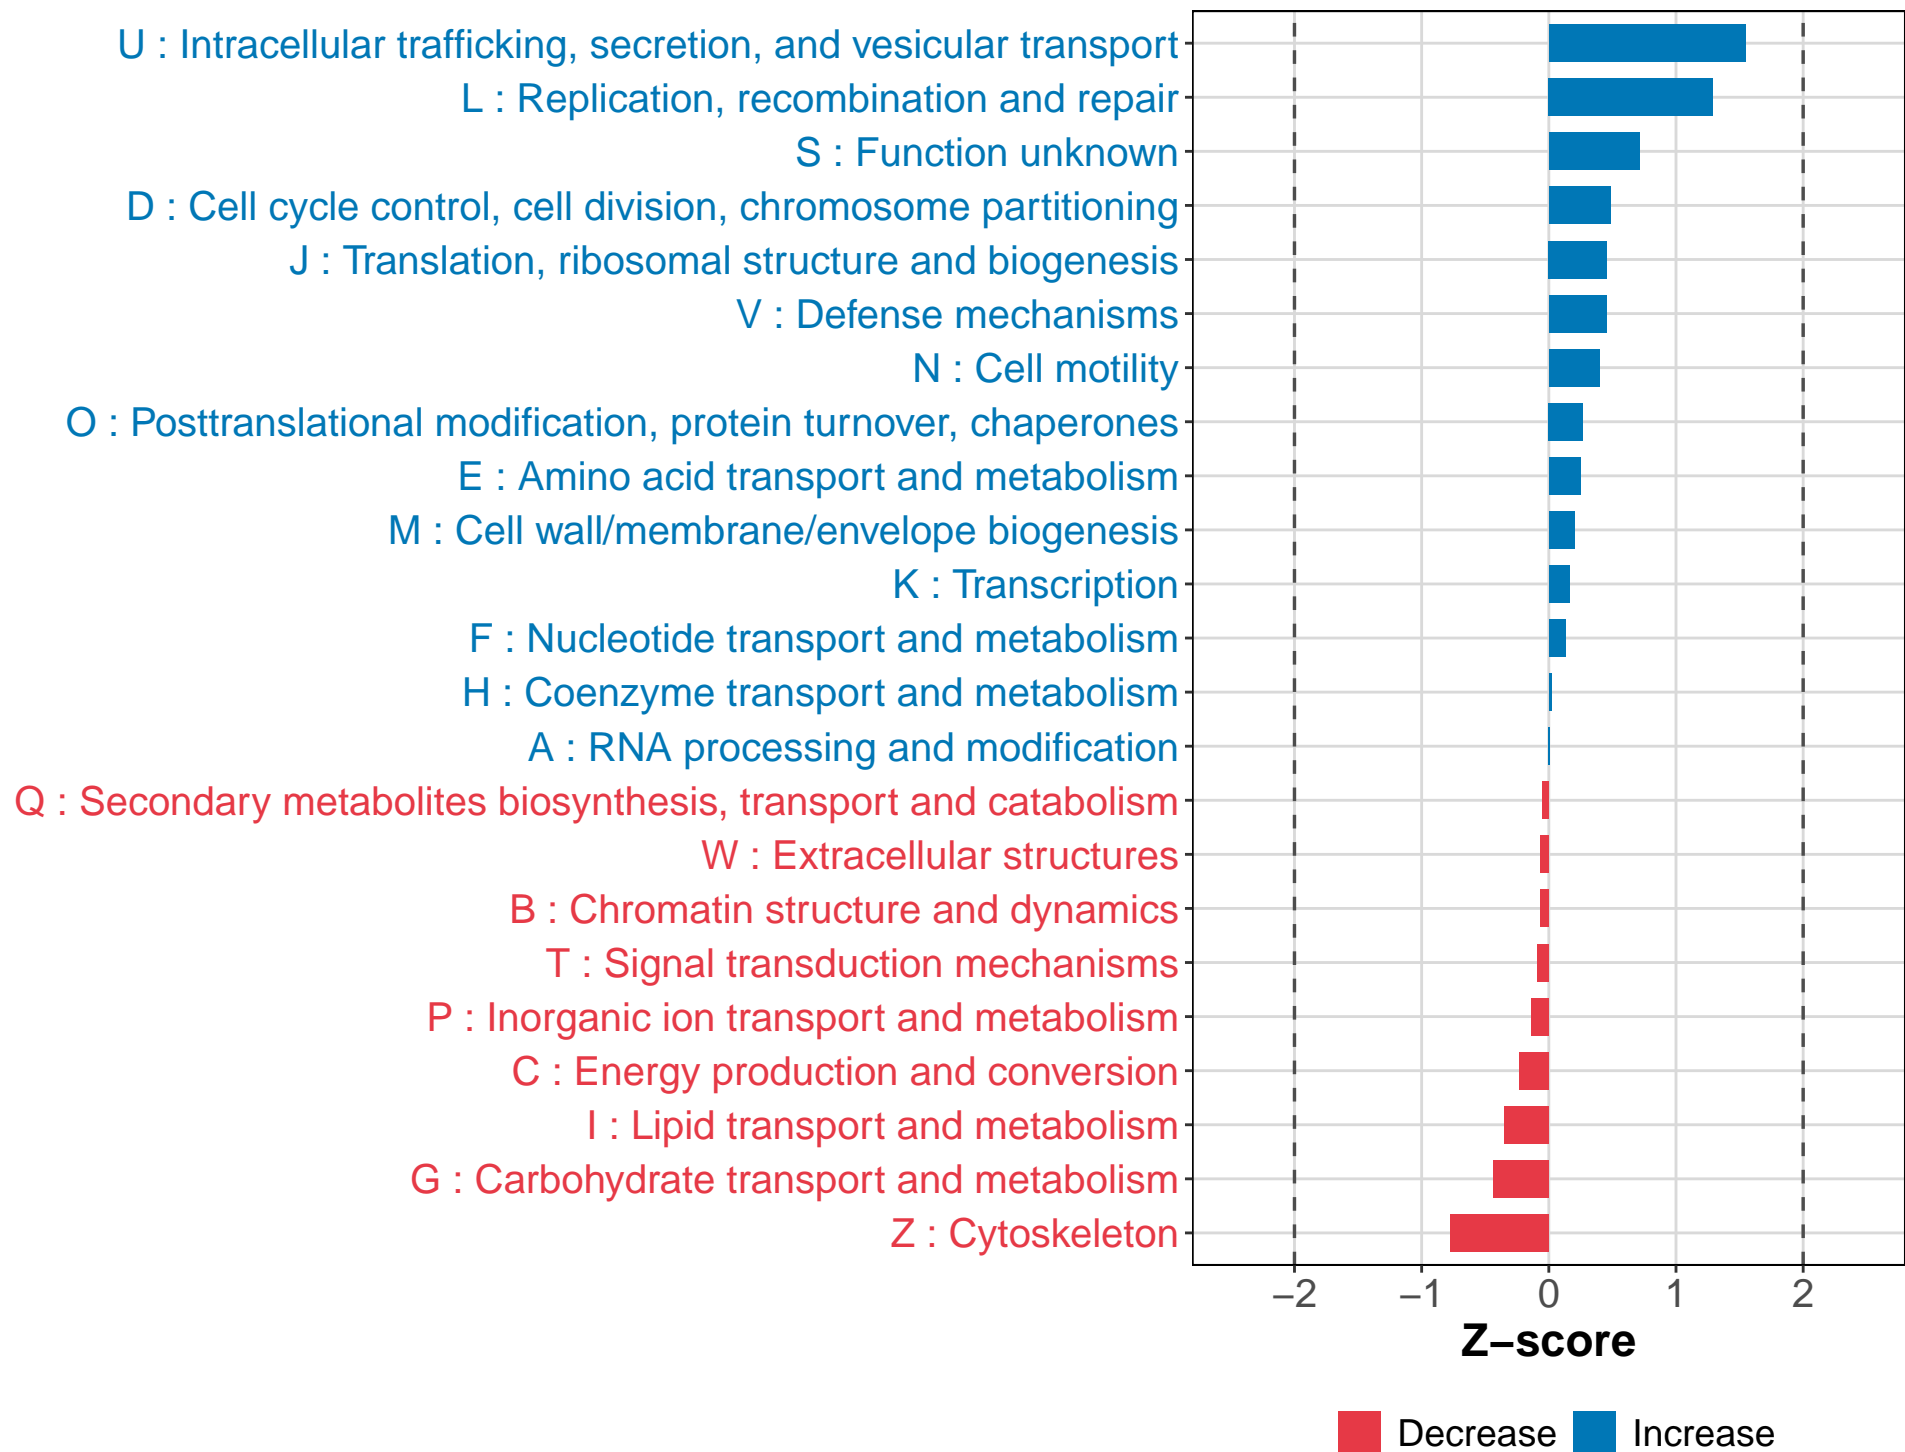 U : Intracellular trafficking, secretion, and vesicular transport
L : Replication, recombination and repair
S : Function unknown
D : Cell cycle control, cell division, chromosome partitioning
J : Translation, ribosomal structure and biogenesis
V : Defense mechanisms
N : Cell motility
O : Posttranslational modification, protein turnover, chaperones
E : Amino acid transport and metabolism
M : Cell wall/membrane/envelope biogenesis
K : Transcription
F : Nucleotide transport and metabolism
H : Coenzyme transport and metabolism
A : RNA processing and modification
Q : Secondary metabolites biosynthesis, transport and catabolism
W : Extracellular structures
B : Chromatin structure and dynamics
T : Signal transduction mechanisms
P : Inorganic ion transport and metabolism
C : Energy production and conversion
I : Lipid transport and metabolism
G : Carbohydrate transport and metabolism
Z : Cytoskeleton
−2 −1 0 1 2
Z−score
Decrease Increase